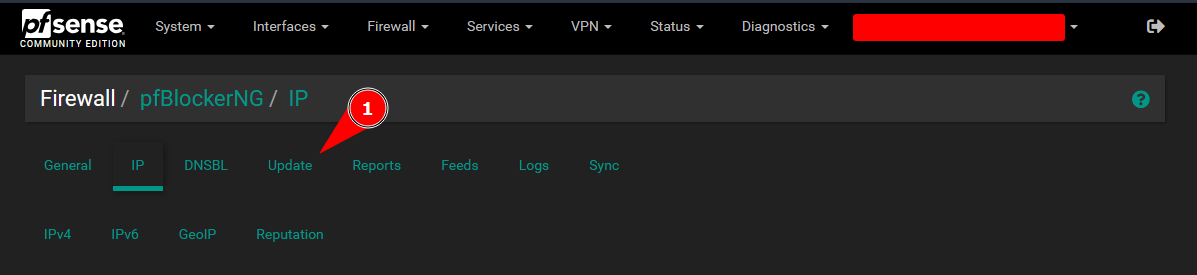 pfsense COMMUNITY EDITION System Interfaces Firewall Services VPN Status Diagnostics
Firewall / pfBlockerNG / IP ?
1
General IP DNSBL Update Reports Feeds Logs Sync
IPv4 IPv6 GeoIP Reputation